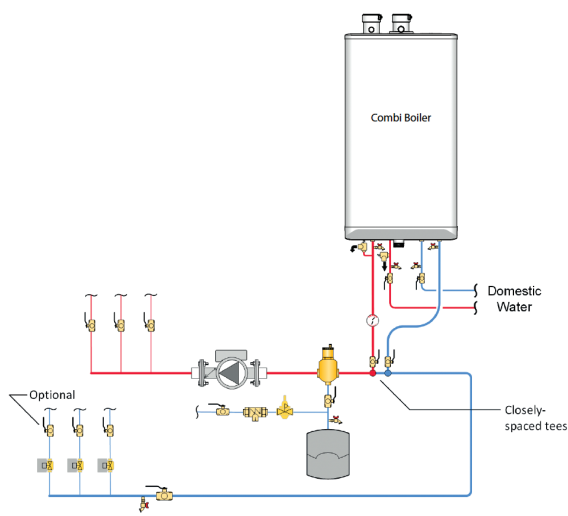 Combi Boiler
Domestic
Water
Optional
Closely-
spaced tees